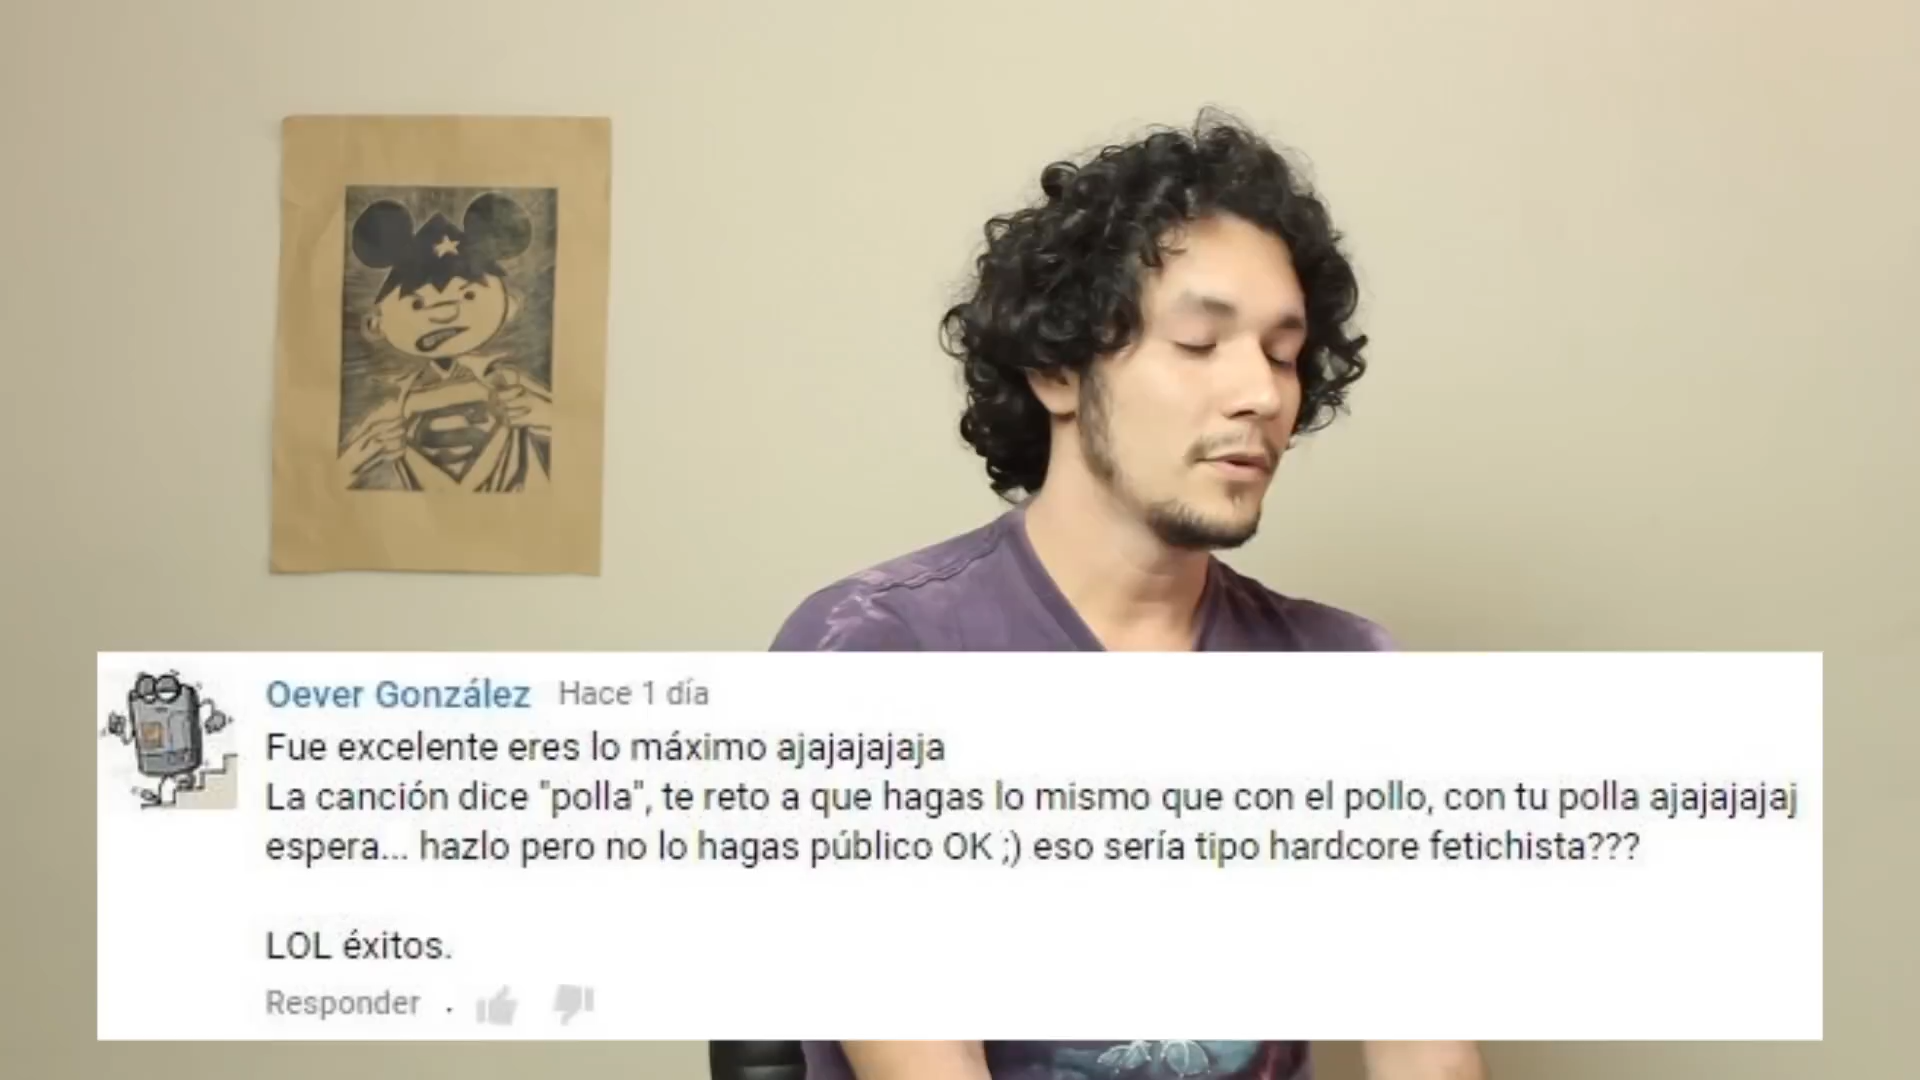 Oever González Hace 1 día
Fue excelente eres lo máximo ajajajajaja
La canción dice "polla", te reto a que hagas lo mismo que con el pollo, con tu polla ajajajajaj
espera... hazlo pero no lo hagas público OK ;) eso sería tipo hardcore fetichista???
LOL éxitos.
Responder .